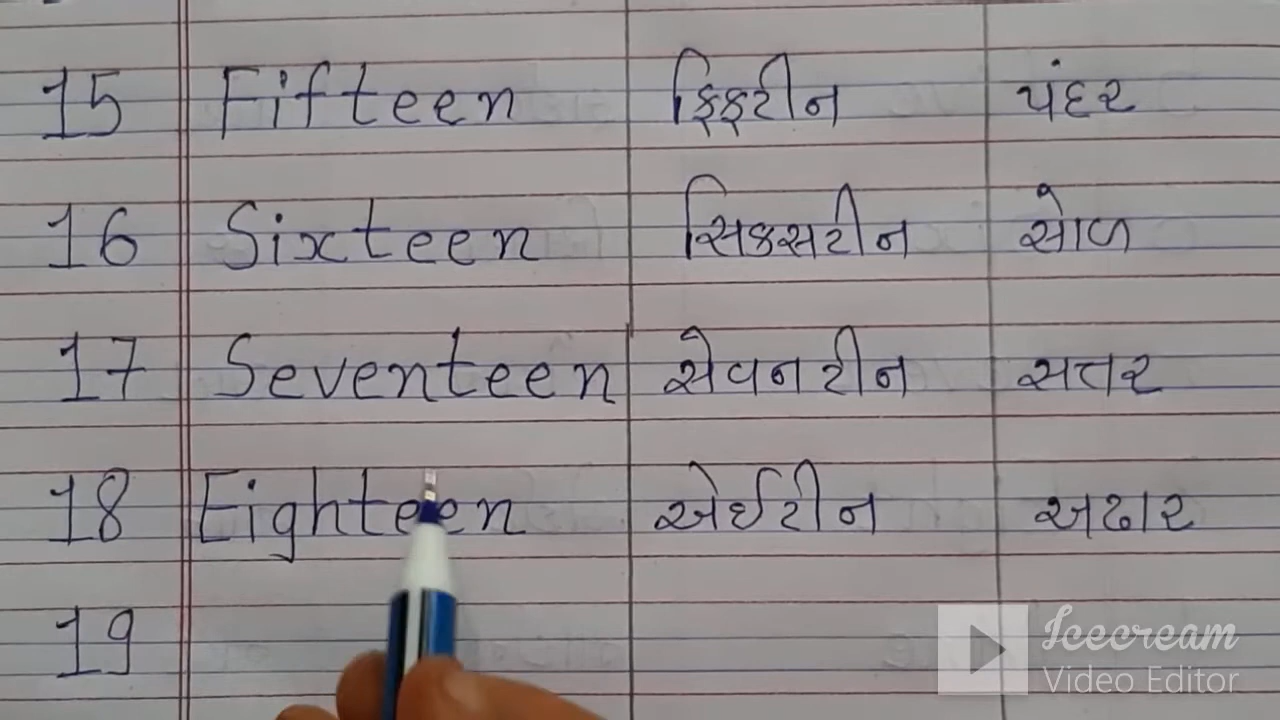 15 Fifteen ફિફટીન પંદર
16 Sixteen સિકસટીન સોળ
17 Seventeen સેવનટીન સત્તર
18 Eighteen એઈટીન અઢાર
19
Icecream
Video Editor